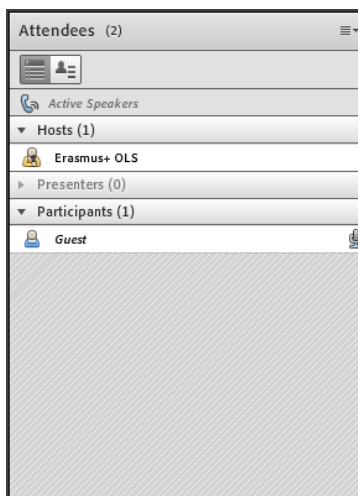 Attendees (2)
Active Speakers
Hosts (1)
Erasmus+ OLS
Presenters (0)
Participants (1)
Guest